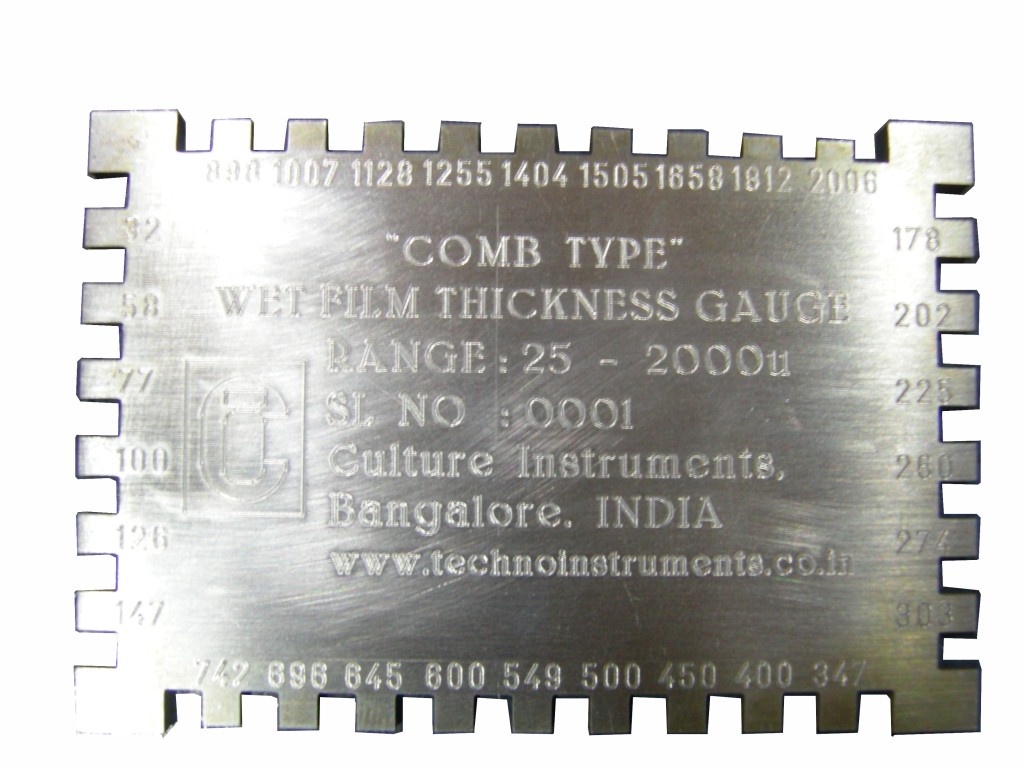 898 1007 1128 1255 1404 1505 1658 1812 2006
"COMB TYPE"
WET FILM THICKNESS GAUGE
RANGE : 25 - 2000u
SL NO : 0001
Culture Instruments,
Bangalore. INDIA
www.technoinstruments.co.in
58
77
100
126
147
178
202
225
260
274
303
742 696 645 600 549 500 450 400 347